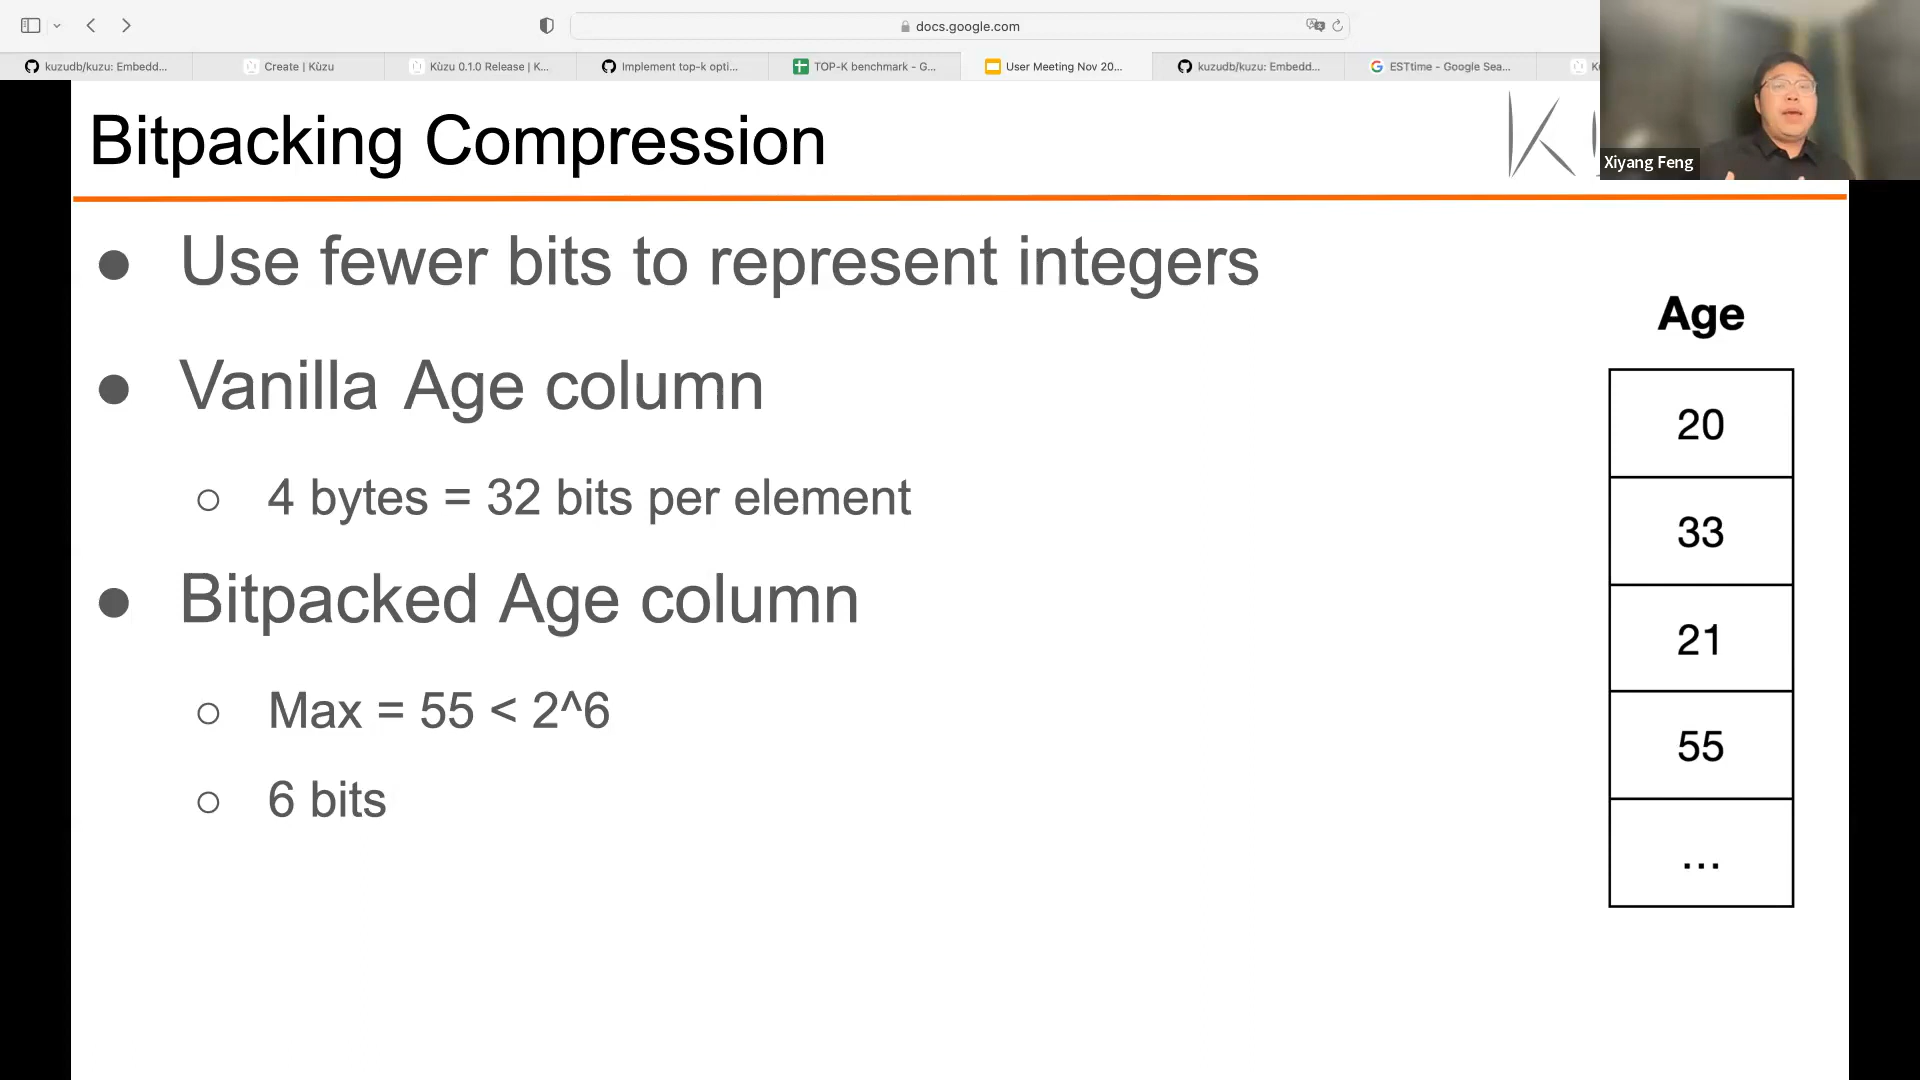 docs.google.com
kuzudb/kuzu: Embedd...
Create | Kùzu
Kùzu 0.1.0 Release | K...
Implement top-k opti...
TOP-K benchmark - G...
User Meeting Nov 20...
kuzudb/kuzu: Embedd...
ESTtime - Google Sea...
Xiyang Feng
Bitpacking Compression
K
● Use fewer bits to represent integers
● Vanilla Age column
○ 4 bytes = 32 bits per element
● Bitpacked Age column
○ Max = 55 < 2^6
○ 6 bits
Age
20
33
21
55
...